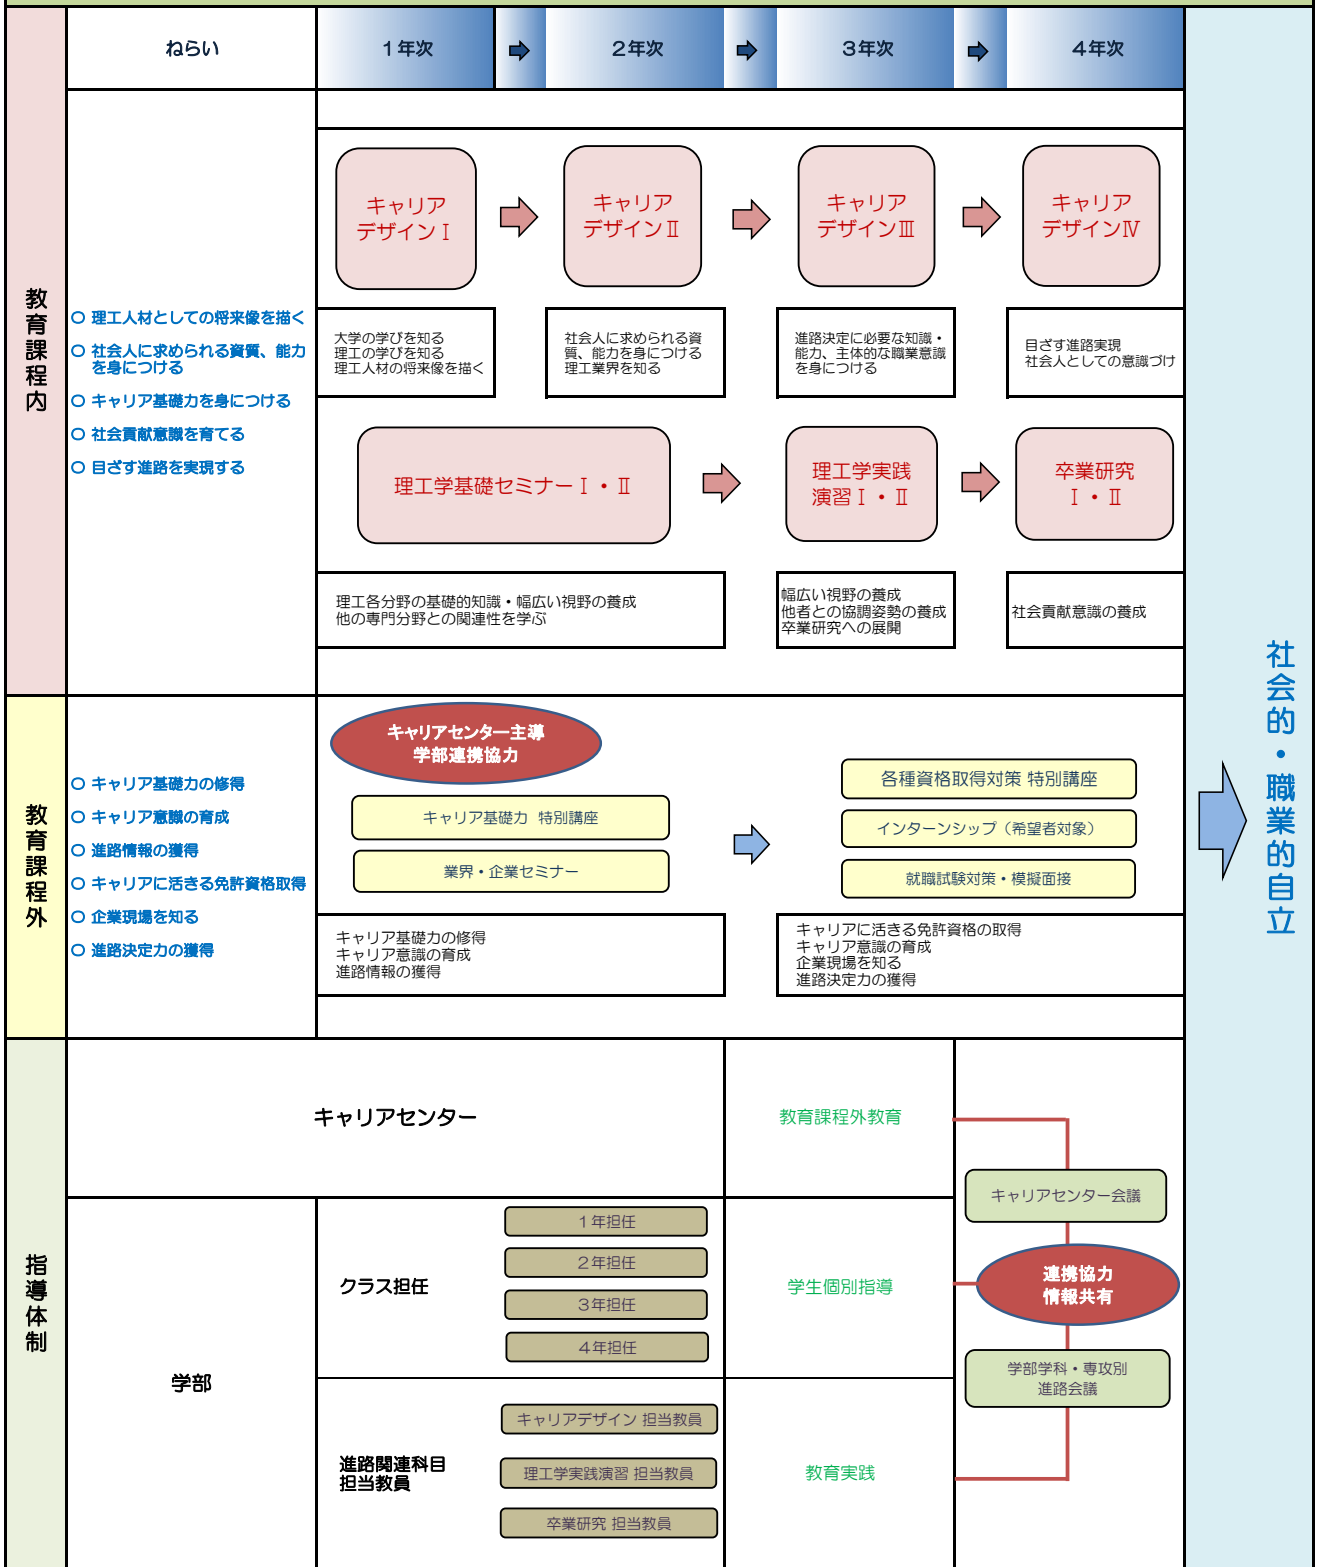 ねらい
1年次
2年次
3年次
4年次
教育課程内
○ 理工人材としての将来像を描く
○ 社会人に求められる資質、能力
を身につける
○ キャリア基礎力を身につける
○ 社会貢献意識を育てる
○ 目ざす進路を実現する
キャリア
デザインⅠ
キャリア
デザインⅡ
キャリア
デザインⅢ
キャリア
デザインⅣ
大学の学びを知る
理工の学びを知る
理工人材の将来像を描く
社会人に求められる資
質、能力を身につける
理工業界を知る
進路決定に必要な知識・
能力、主体的な職業意識
を身につける
目ざす進路実現
社会人としての意識づけ
理工学基礎セミナーⅠ・Ⅱ
理工学実践
演習Ⅰ・Ⅱ
卒業研究
Ⅰ・Ⅱ
理工各分野の基礎的知識・幅広い視野の養成
他の専門分野との関連性を学ぶ
幅広い視野の養成
他者との協調姿勢の養成
卒業研究への展開
社会貢献意識の養成
社会的・職業的自立
教育課程外
○ キャリア基礎力の修得
○ キャリア意識の育成
○ 進路情報の獲得
○ キャリアに活きる免許資格取得
○ 企業現場を知る
○ 進路決定力の獲得
キャリアセンター主導
学部連携協力
キャリア基礎力 特別講座
業界・企業セミナー
各種資格取得対策 特別講座
インターンシップ（希望者対象）
就職試験対策・模擬面接
キャリア基礎力の修得
キャリア意識の育成
進路情報の獲得
キャリアに活きる免許資格の取得
キャリア意識の育成
企業現場を知る
進路決定力の獲得
指導体制
キャリアセンター
教育課程外教育
キャリアセンター会議
学部
クラス担任
1年担任
2年担任
3年担任
4年担任
学生個別指導
連携協力
情報共有
学部学科・専攻別
進路会議
進路関連科目
担当教員
キャリアデザイン 担当教員
理工学実践演習 担当教員
卒業研究 担当教員
教育実践